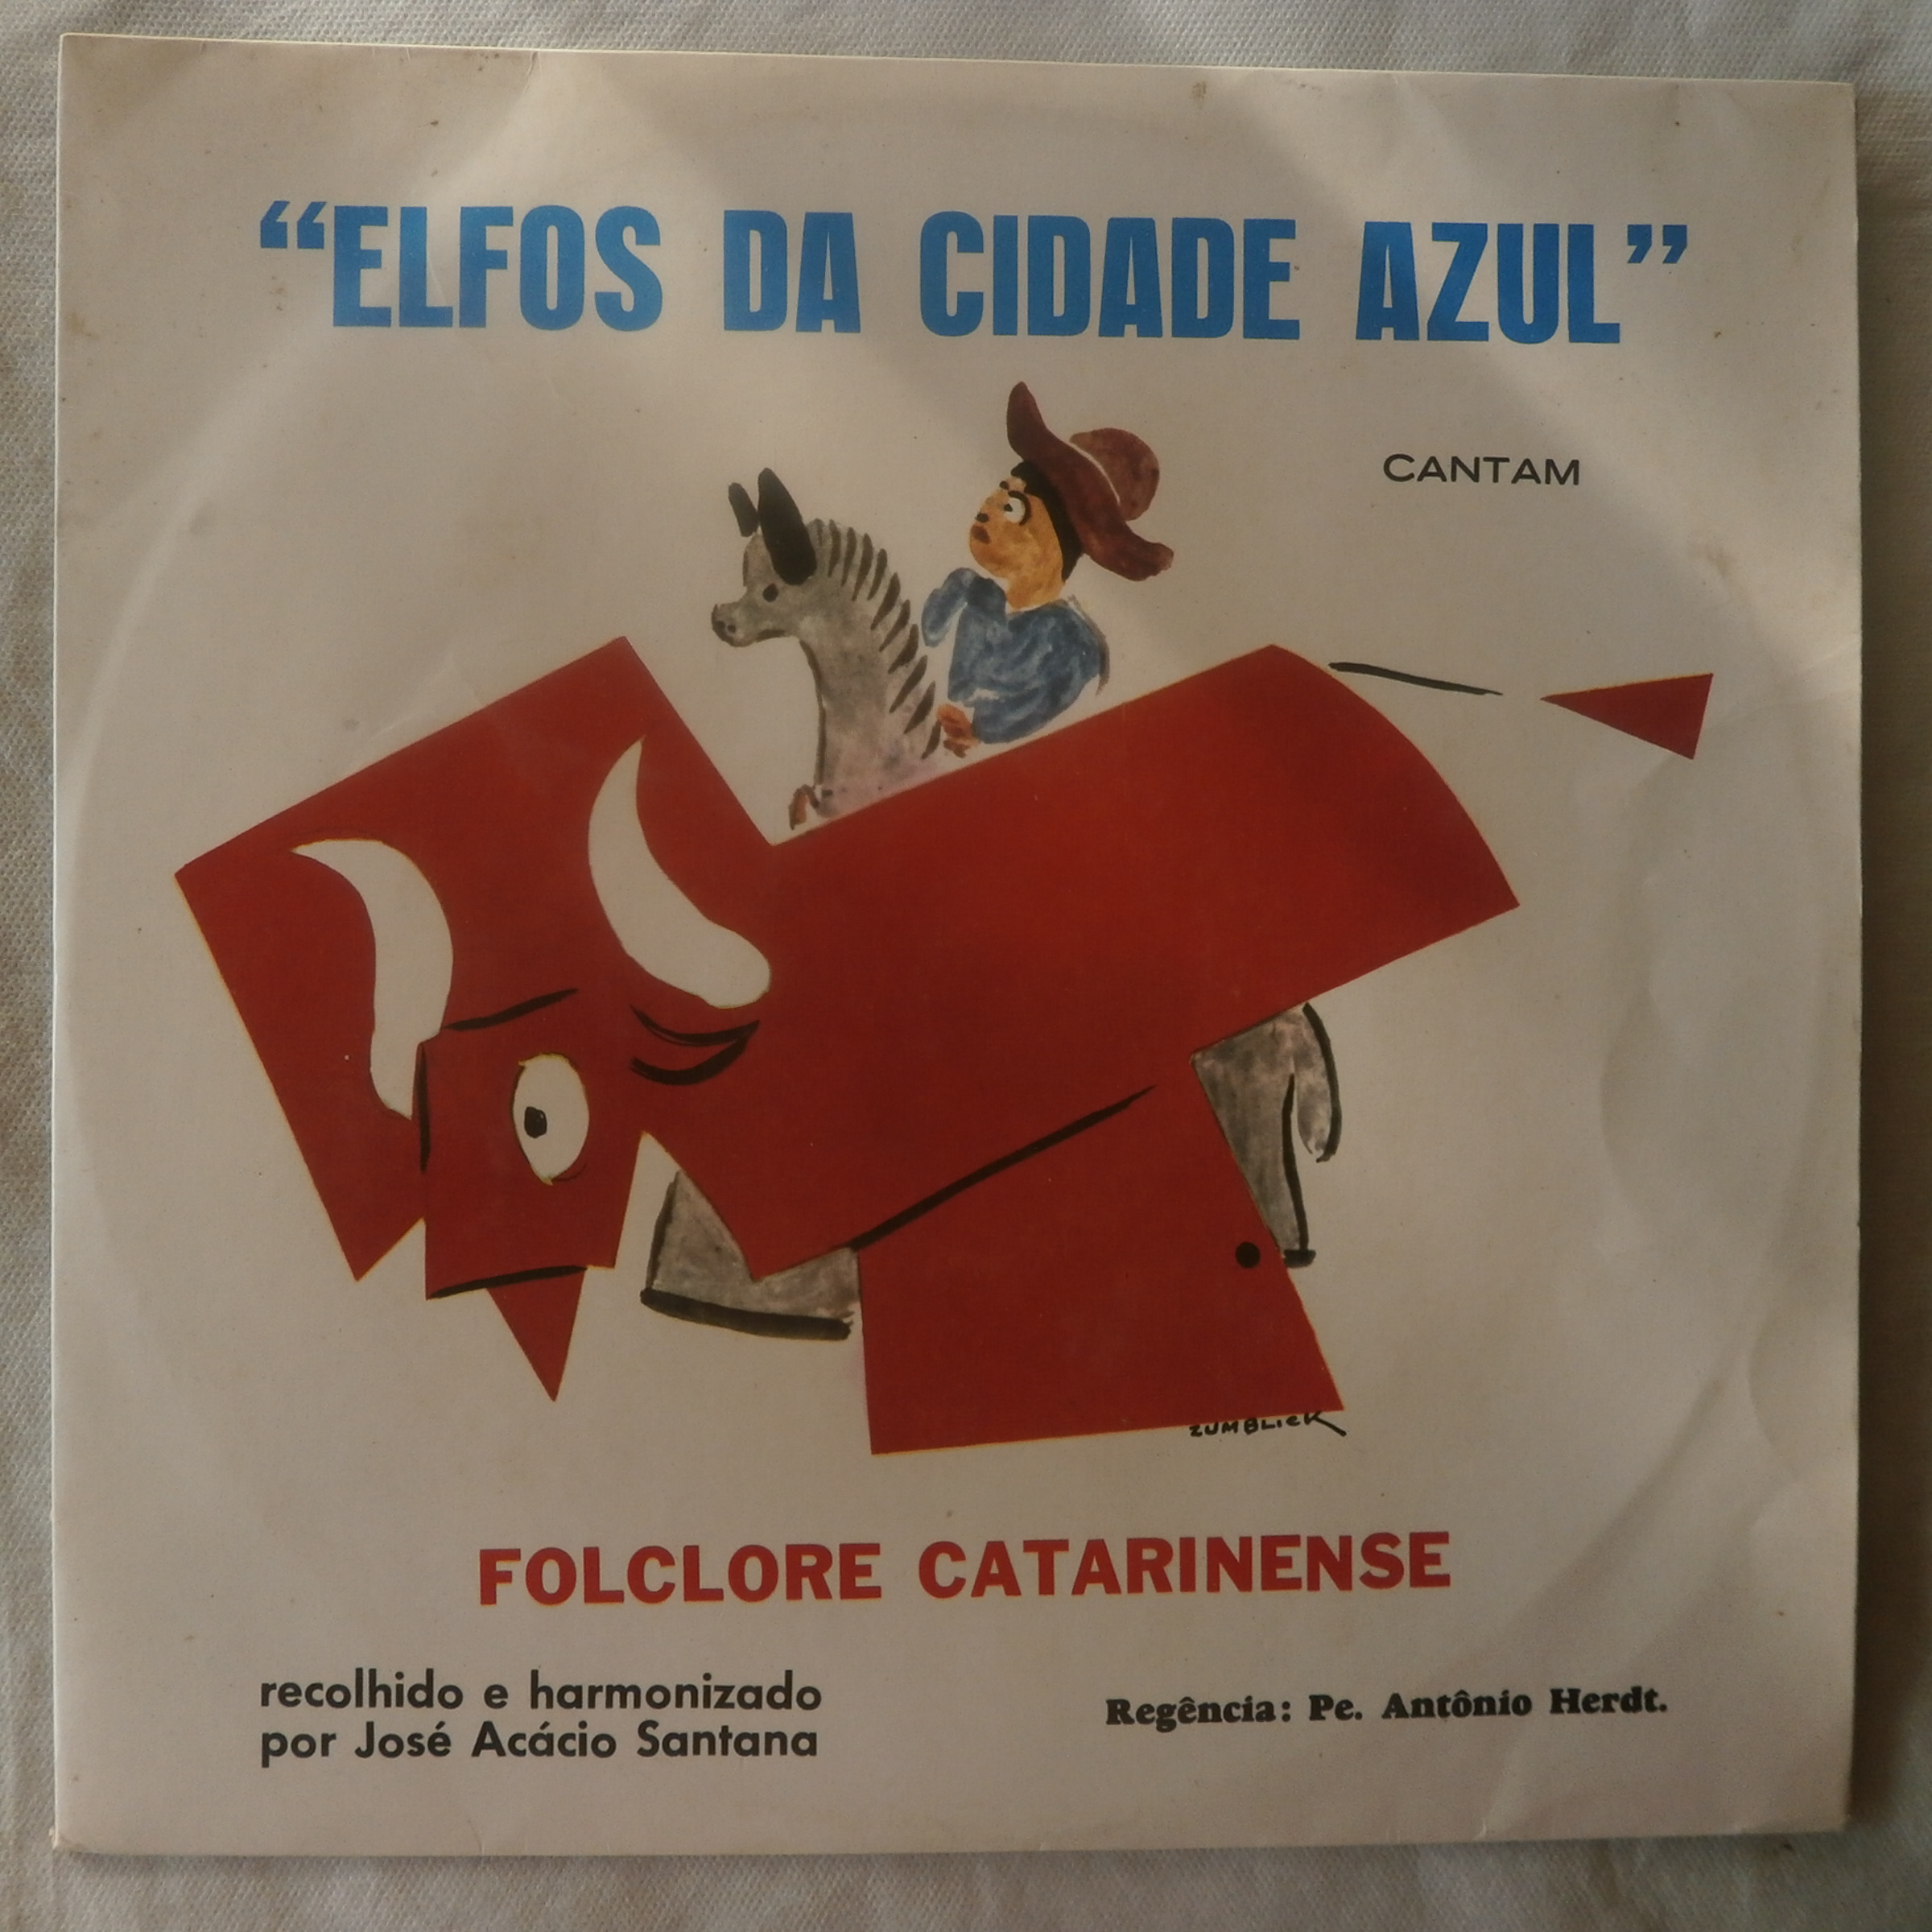 “ELFOS DA CIDADE AZUL”
CANTAM
ZUMBLICK
FOLCLORE CATARINENSE
recolhido e harmonizado
por José Acácio Santana
Regência: Pe. Antônio Herdt.